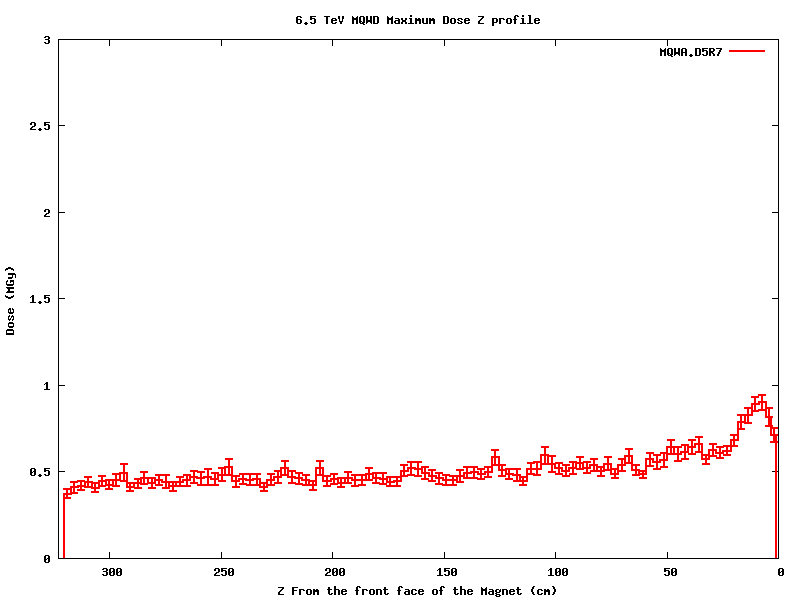 6.5 TeV MQWD Maximum Dose Z profile
MQWA.D5R7
3
2.5
2
1.5
1
0.5
0
Dose (MGy)
300 250 200 150 100 50 0
Z From the front face of the Magnet (cm)